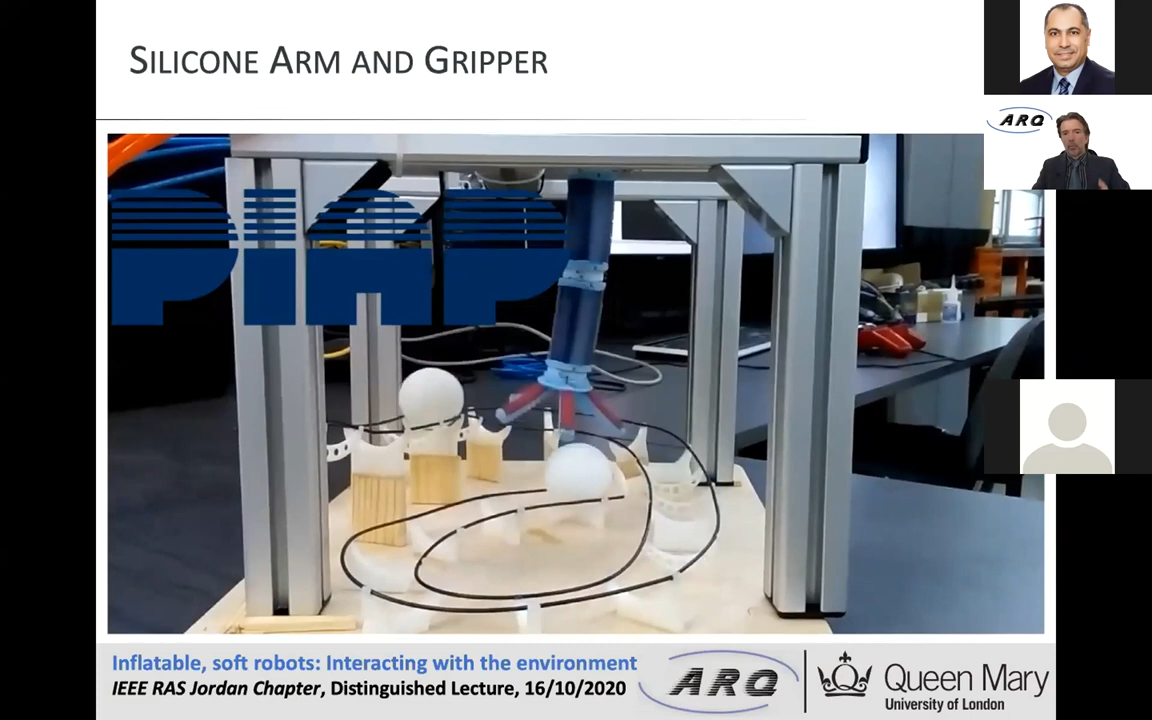 SILICONE ARM AND GRIPPER
ARQ
PIAP
Inflatable, soft robots: Interacting with the environment
IEEE RAS Jordan Chapter, Distinguished Lecture, 16/10/2020
ARQ
Queen Mary
University of London